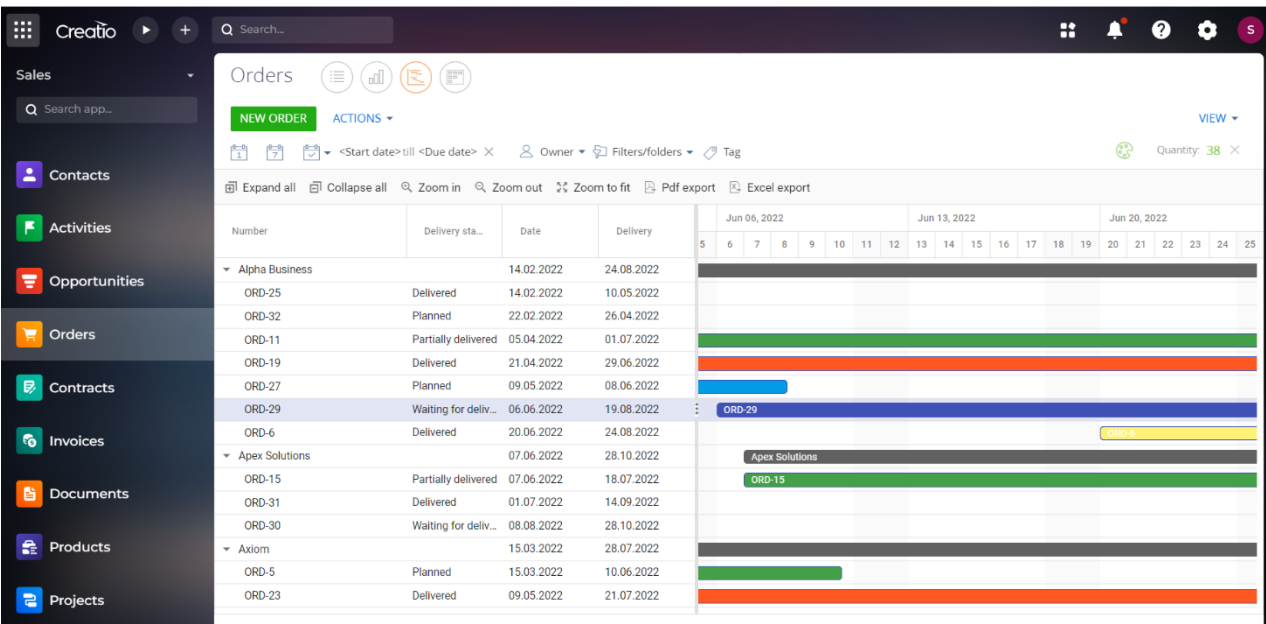 Creatio Search... S
Sales
Search app...
Contacts
Activities
Opportunities
Orders
Contracts
Invoices
Documents
Products
Projects
Orders
NEW ORDER ACTIONS VIEW
1 7 <Start date> till <Due date> Owner Filters/folders Tag Quantity: 38
Expand all Collapse all Zoom in Zoom out Zoom to fit Pdf export Excel export
Number Delivery sta... Date Delivery Jun 06, 2022 Jun 13, 2022 Jun 20, 2022
5 6 7 8 9 10 11 12 13 14 15 16 17 18 19 20 21 22 23 24 25
Alpha Business 14.02.2022 24.08.2022
ORD-25 Delivered 14.02.2022 10.05.2022
ORD-32 Planned 22.02.2022 26.04.2022
ORD-11 Partially delivered 05.04.2022 01.07.2022
ORD-19 Delivered 21.04.2022 29.06.2022
ORD-27 Planned 09.05.2022 08.06.2022
ORD-29 Waiting for deliv... 06.06.2022 19.08.2022 ORD-29
ORD-6 Delivered 20.06.2022 24.08.2022 ORD-6
Apex Solutions 07.06.2022 28.10.2022 Apex Solutions
ORD-15 Partially delivered 07.06.2022 18.07.2022 ORD-15
ORD-31 Delivered 01.07.2022 14.09.2022
ORD-30 Waiting for deliv... 08.08.2022 28.10.2022
Axiom 15.03.2022 28.07.2022
ORD-5 Planned 15.03.2022 10.06.2022
ORD-23 Delivered 09.05.2022 21.07.2022